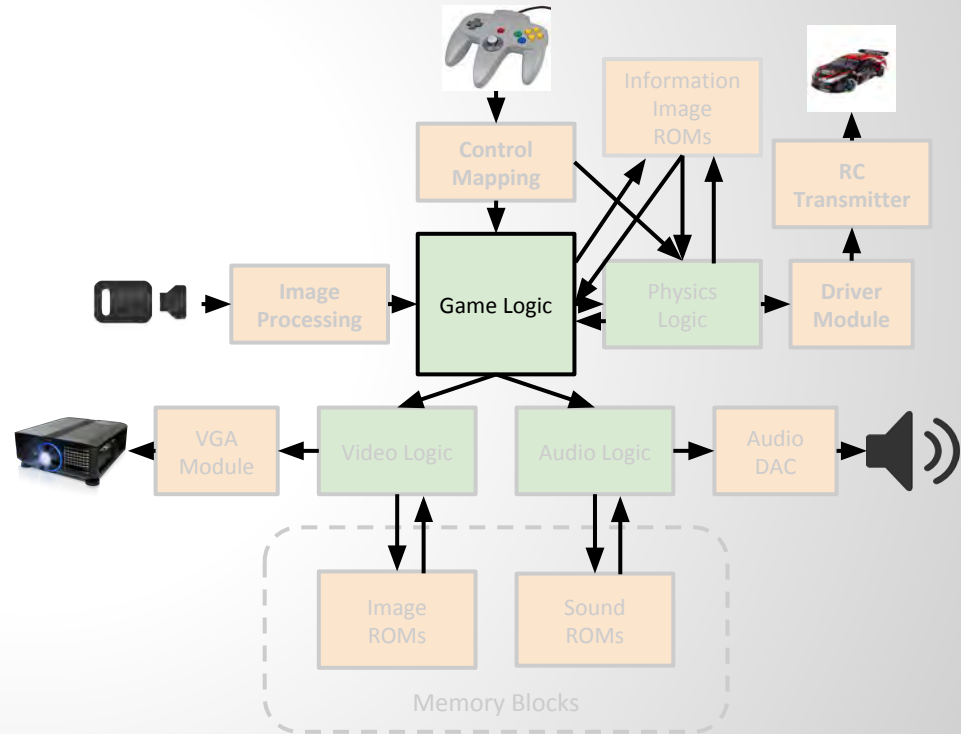 Information
Image
ROMs
Control
Mapping
RC
Transmitter
Image
Processing
Game Logic
Physics
Logic
Driver
Module
VGA
Module
Video Logic
Audio Logic
Audio
DAC
Image
ROMs
Sound
ROMs
Memory Blocks